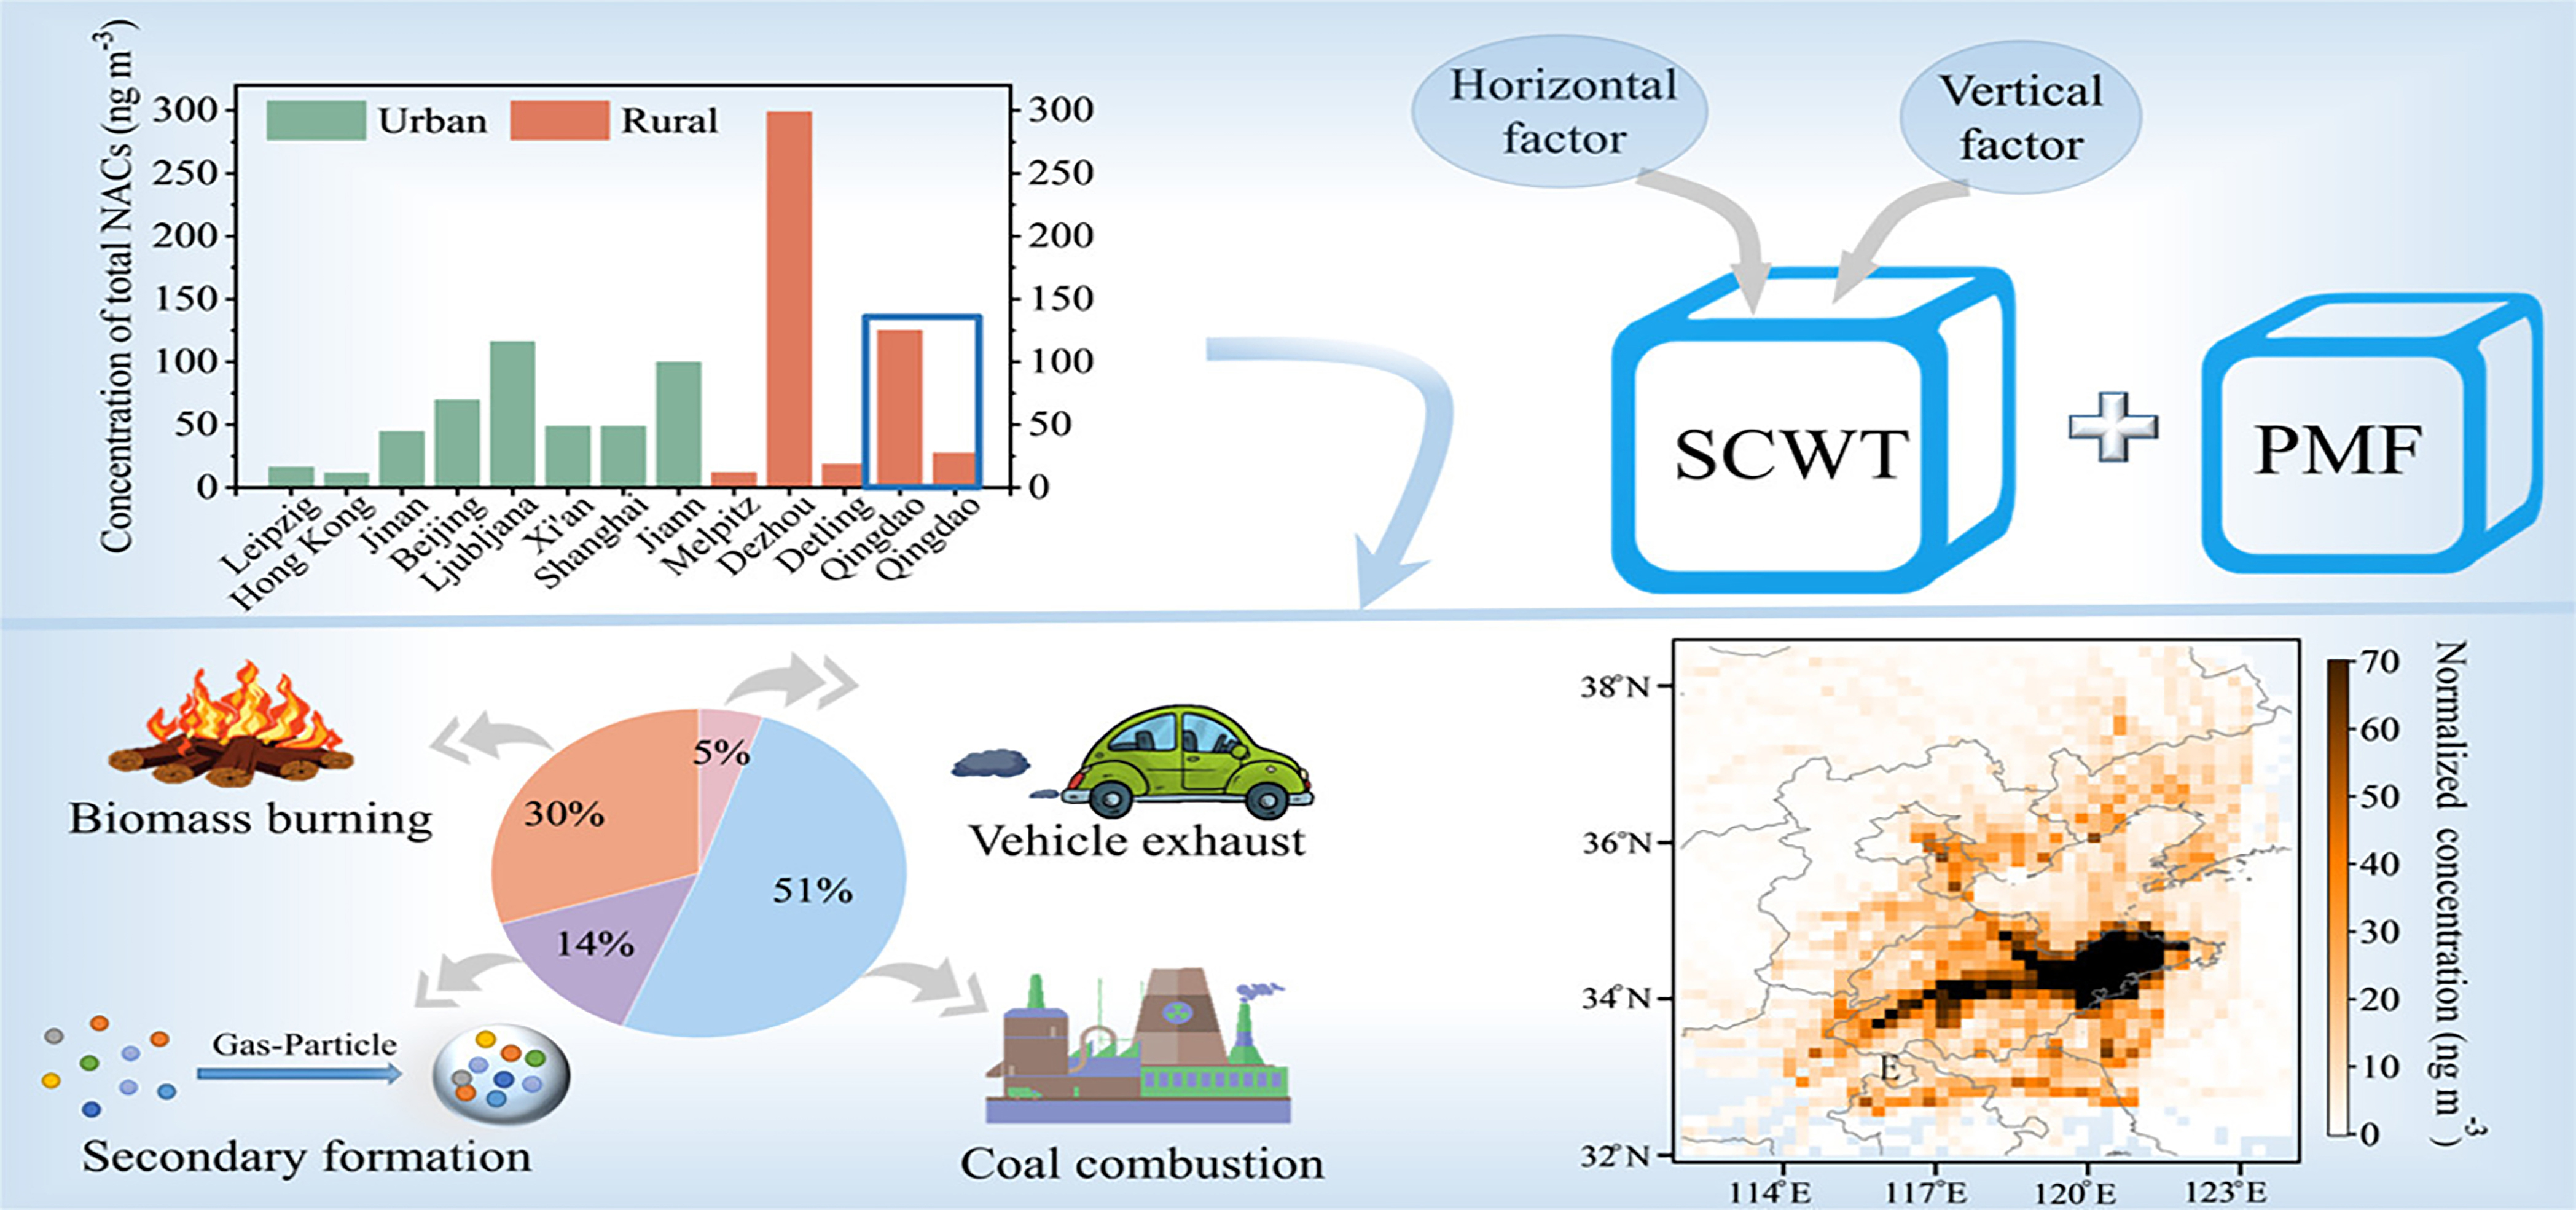 Concentration of total NACs (ng m-3)
300
250
200
150
100
50
0
Urban
Rural
300
250
200
150
100
50
0
Leipzig
Hong Kong
Jinan
Beijing
Ljubljana
Xi'an
Shanghai
Jiann
Melpitz
Dezhou
Detling
Qingdao
Qingdao
Horizontal
factor
Vertical
factor
SCWT
PMF
Biomass burning
5%
30%
51%
14%
Vehicle exhaust
Gas-Particle
Secondary formation
Coal combustion
38°N
36°N
34°N
32°N
114°E
117°E
120°E
123°E
E
70
60
50
40
30
20
10
0
Normalized concentration (ng m-3)